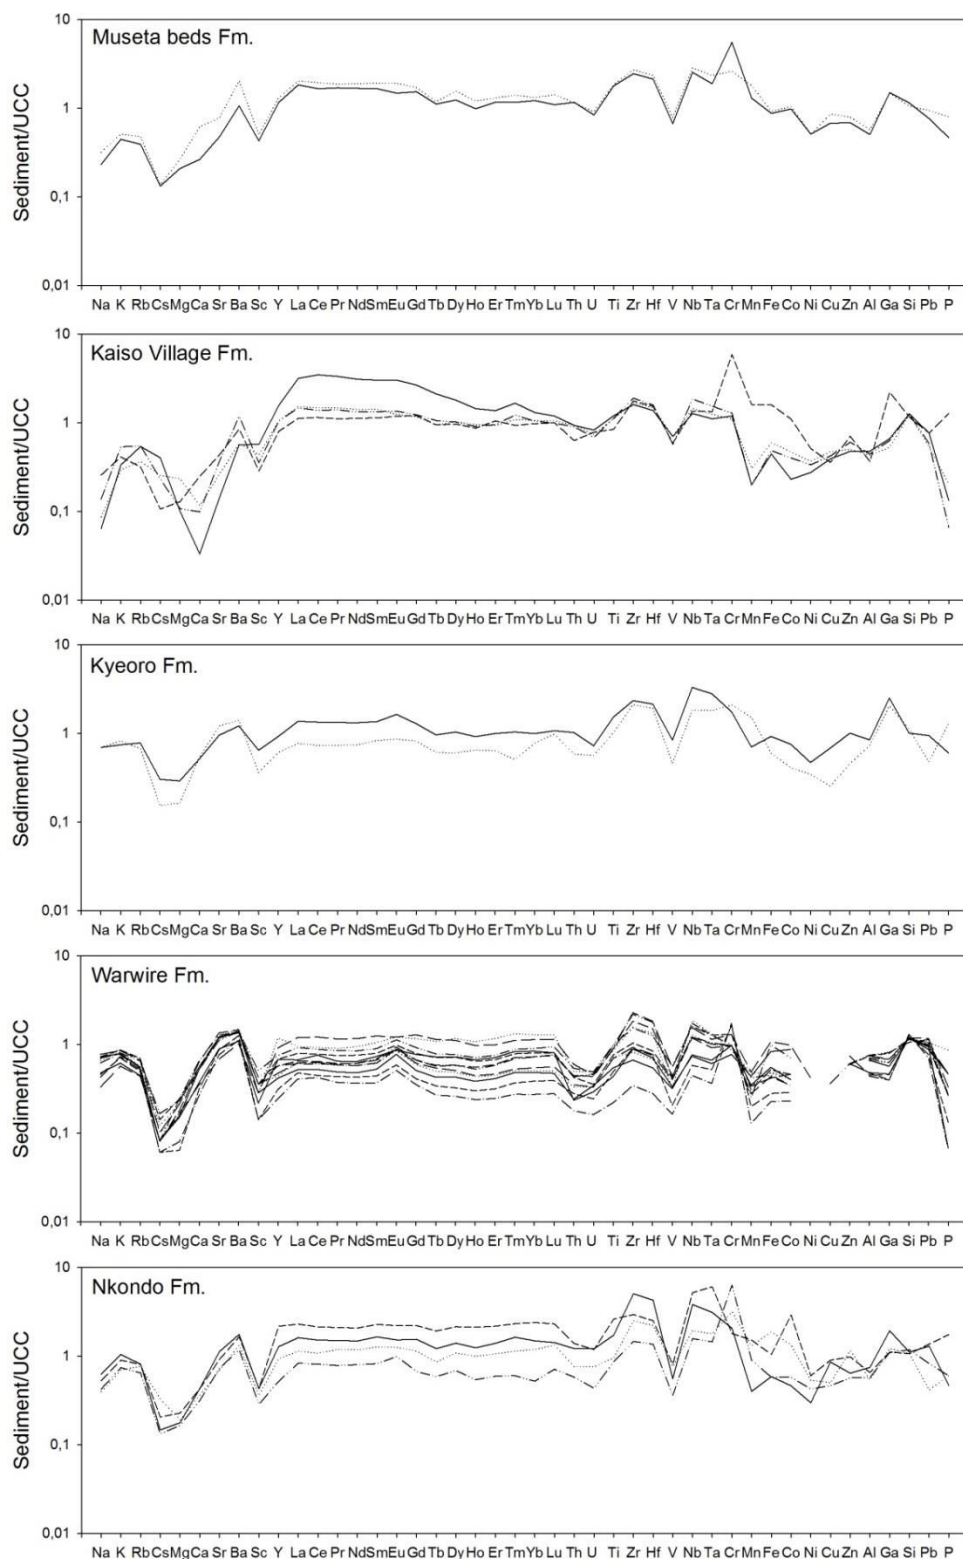 Museta beds Fm.
Sediment/UCC
10
1
0,1
0,01
Na K Rb Cs Mg Ca Sr Ba Sc Y La Ce Pr Nd Sm Eu Gd Tb Dy Ho Er Tm Yb Lu Th U Ti Zr Hf V Nb Ta Cr Mn Fe Co Ni Cu Zn Al Ga Si Pb P
Kaiso Village Fm.
Sediment/UCC
10
1
0,1
0,01
Na K Rb Cs Mg Ca Sr Ba Sc Y La Ce Pr Nd Sm Eu Gd Tb Dy Ho Er Tm Yb Lu Th U Ti Zr Hf V Nb Ta Cr Mn Fe Co Ni Cu Zn Al Ga Si Pb P
Kyeoro Fm.
Sediment/UCC
10
1
0,1
0,01
Na K Rb Cs Mg Ca Sr Ba Sc Y La Ce Pr Nd Sm Eu Gd Tb Dy Ho Er Tm Yb Lu Th U Ti Zr Hf V Nb Ta Cr Mn Fe Co Ni Cu Zn Al Ga Si Pb P
Warwire Fm.
Sediment/UCC
10
1
0,1
0,01
Na K Rb Cs Mg Ca Sr Ba Sc Y La Ce Pr Nd Sm Eu Gd Tb Dy Ho Er Tm Yb Lu Th U Ti Zr Hf V Nb Ta Cr Mn Fe Co Ni Cu Zn Al Ga Si Pb P
Nkondo Fm.
Sediment/UCC
10
1
0,1
0,01
Na K Rb Cs Mg Ca Sr Ba Sc Y La Ce Pr Nd Sm Eu Gd Tb Dy Ho Er Tm Yb Lu Th U Ti Zr Hf V Nb Ta Cr Mn Fe Co Ni Cu Zn Al Ga Si Pb P